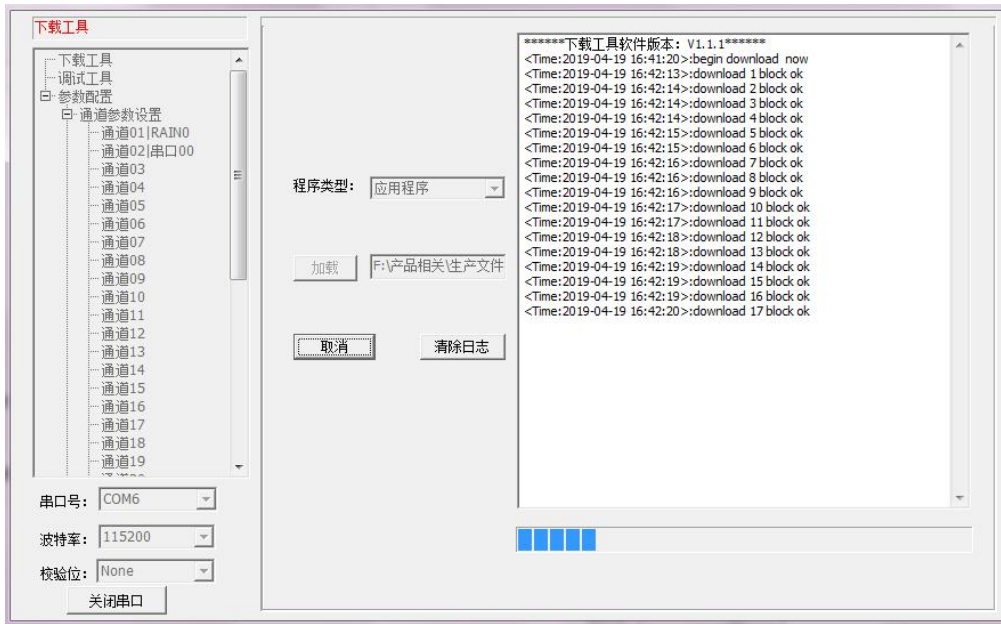 下载工具
下载工具
调试工具
参数配置
通道参数设置
通道01|RAIN0
通道02|串口00
通道03
通道04
通道05
通道06
通道07
通道08
通道09
通道10
通道11
通道12
通道13
通道14
通道15
通道16
通道17
通道18
通道19
串口号: COM6
波特率: 115200
校验位: None
关闭串口
程序类型: 应用程序
加载 F:\产品相关\生产文件
取消 清除日志
******下载工具软件版本: V1.1.1******
<Time:2019-04-19 16:41:20>:begin download now
<Time:2019-04-19 16:42:13>:download 1 block ok
<Time:2019-04-19 16:42:14>:download 2 block ok
<Time:2019-04-19 16:42:14>:download 3 block ok
<Time:2019-04-19 16:42:14>:download 4 block ok
<Time:2019-04-19 16:42:15>:download 5 block ok
<Time:2019-04-19 16:42:15>:download 6 block ok
<Time:2019-04-19 16:42:16>:download 7 block ok
<Time:2019-04-19 16:42:16>:download 8 block ok
<Time:2019-04-19 16:42:16>:download 9 block ok
<Time:2019-04-19 16:42:17>:download 10 block ok
<Time:2019-04-19 16:42:17>:download 11 block ok
<Time:2019-04-19 16:42:18>:download 12 block ok
<Time:2019-04-19 16:42:18>:download 13 block ok
<Time:2019-04-19 16:42:19>:download 14 block ok
<Time:2019-04-19 16:42:19>:download 15 block ok
<Time:2019-04-19 16:42:19>:download 16 block ok
<Time:2019-04-19 16:42:20>:download 17 block ok